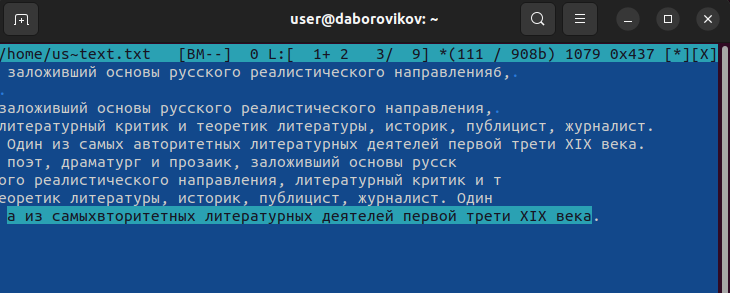 user@daborovikov: ~
/home/us~text.txt   [BM--]  0 L:[  1+ 2   3/  9] *(111 / 908b) 1079 0x437 [*][X]
заложивший основы русского реалистического направления6,.
.
заложивший основы русского реалистического направления,.
литературный критик и теоретик литературы, историк, публицист, журналист.
Один из самых авторитетных литературных деятелей первой трети XIX века.
поэт, драматург и прозаик, заложивший основы русск
ого реалистического направления, литературный критик и т
еоретик литературы, историк, публицист, журналист. Один
а из самыхвторитетных литературных деятелей первой трети XIX века.